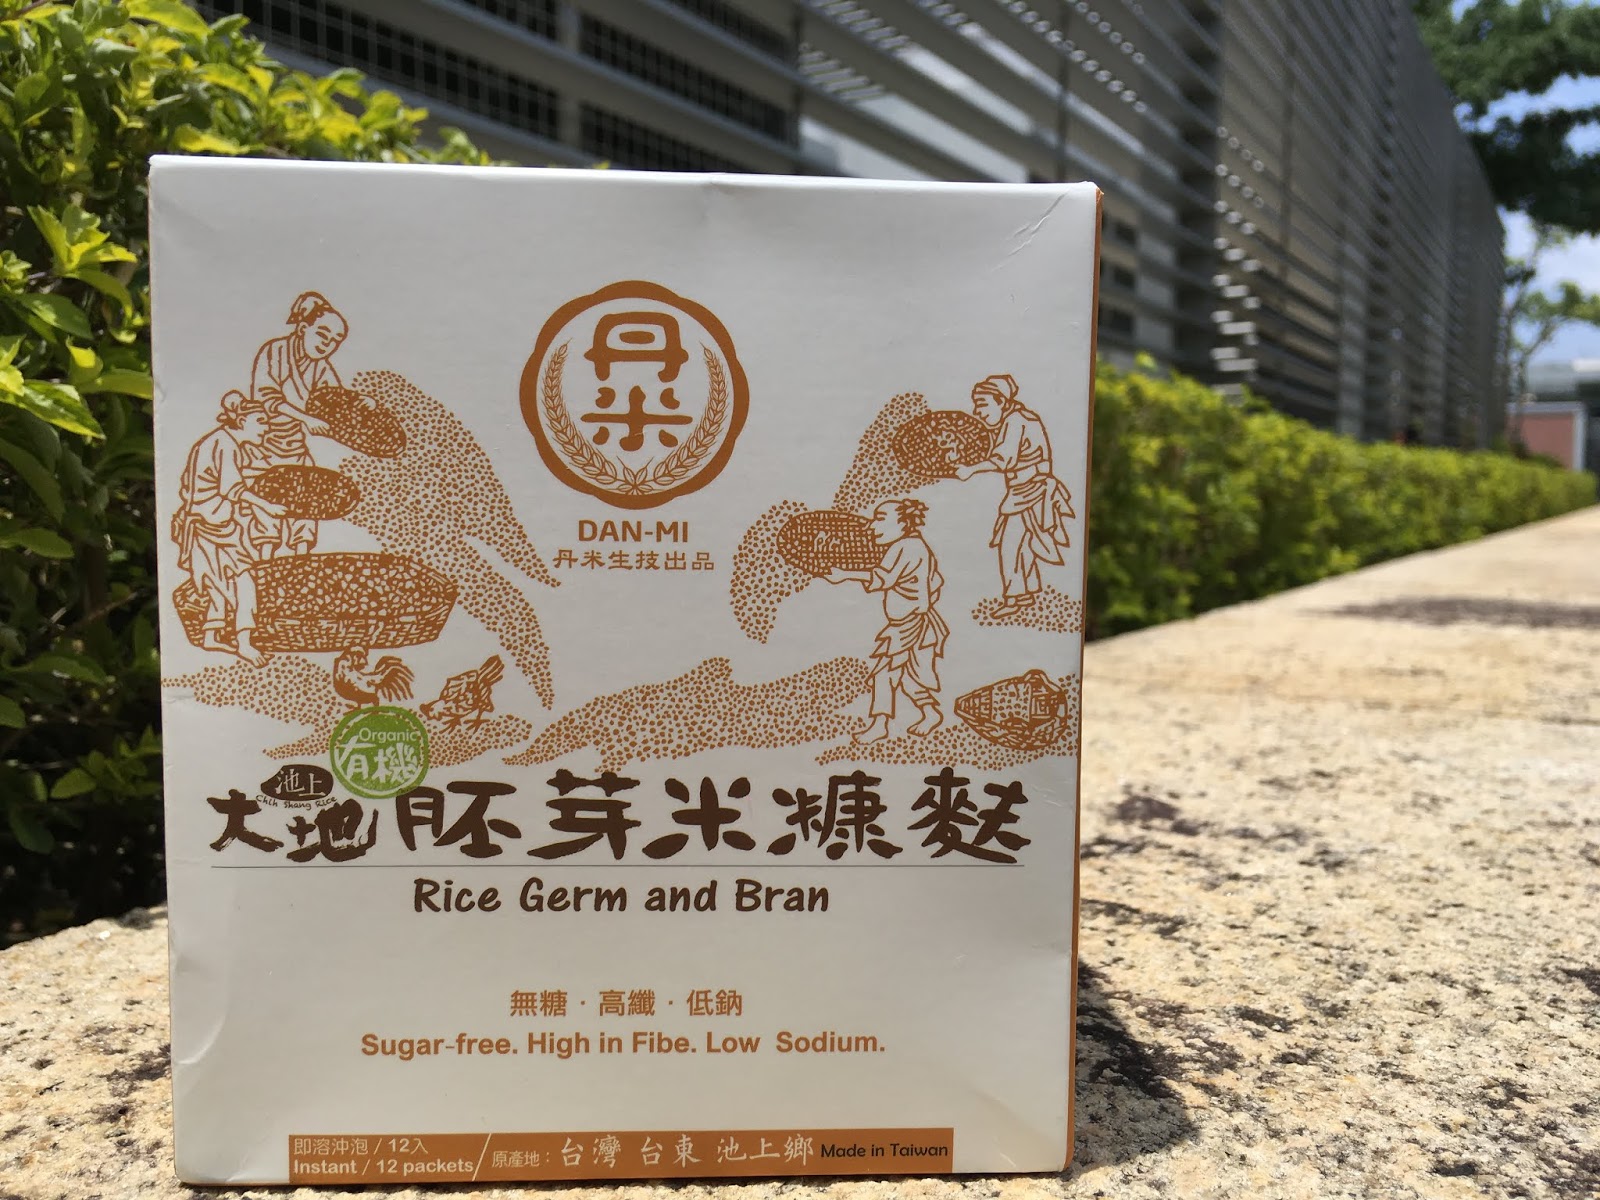 丹米
DAN-MI
丹米生技出品
Organic
有機
池上
Chih Shang Rice
大地胚芽米糠麩
Rice Germ and Bran
無糖·高纖·低鈉
Sugar-free. High in Fibe. Low Sodium.
即溶沖泡 / 12入
Instant / 12 packets
原產地：台灣 台東 池上鄉 Made in Taiwan